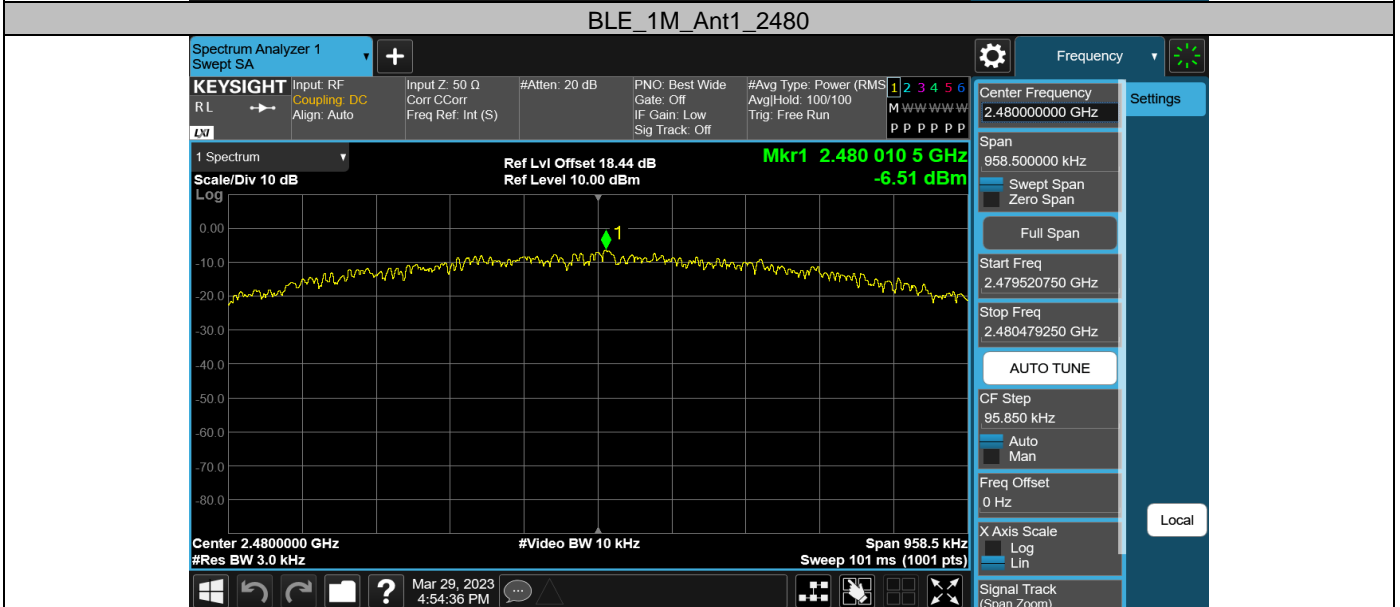 BLE_1M_Ant1_2480
Spectrum Analyzer 1
Swept SA
+
Frequency
KEYSIGHT
RL
LXI
Input: RF
Coupling: DC
Align: Auto
Input Z: 50 Ω
Corr CCorr
Freq Ref: Int (S)
#Atten: 20 dB
PNO: Best Wide
Gate: Off
IF Gain: Low
Sig Track: Off
#Avg Type: Power (RMS
Avg|Hold: 100/100
Trig: Free Run
1 2 3 4 5 6
M W W W W W
P P P P P P
1 Spectrum
Scale/Div 10 dB
Log
Ref Lvl Offset 18.44 dB
Ref Level 10.00 dBm
Mkr1 2.480 010 5 GHz
-6.51 dBm
1
0.00
-10.0
-20.0
-30.0
-40.0
-50.0
-60.0
-70.0
-80.0
Center 2.4800000 GHz
#Res BW 3.0 kHz
#Video BW 10 kHz
Span 958.5 kHz
Sweep 101 ms (1001 pts)
?
Mar 29, 2023
4:54:36 PM
Center Frequency
2.480000000 GHz
Span
958.500000 kHz
Swept Span
Zero Span
Full Span
Start Freq
2.479520750 GHz
Stop Freq
2.480479250 GHz
AUTO TUNE
CF Step
95.850 kHz
Auto
Man
Freq Offset
0 Hz
X Axis Scale
Log
Lin
Signal Track
(Span Zoom)
Settings
Local